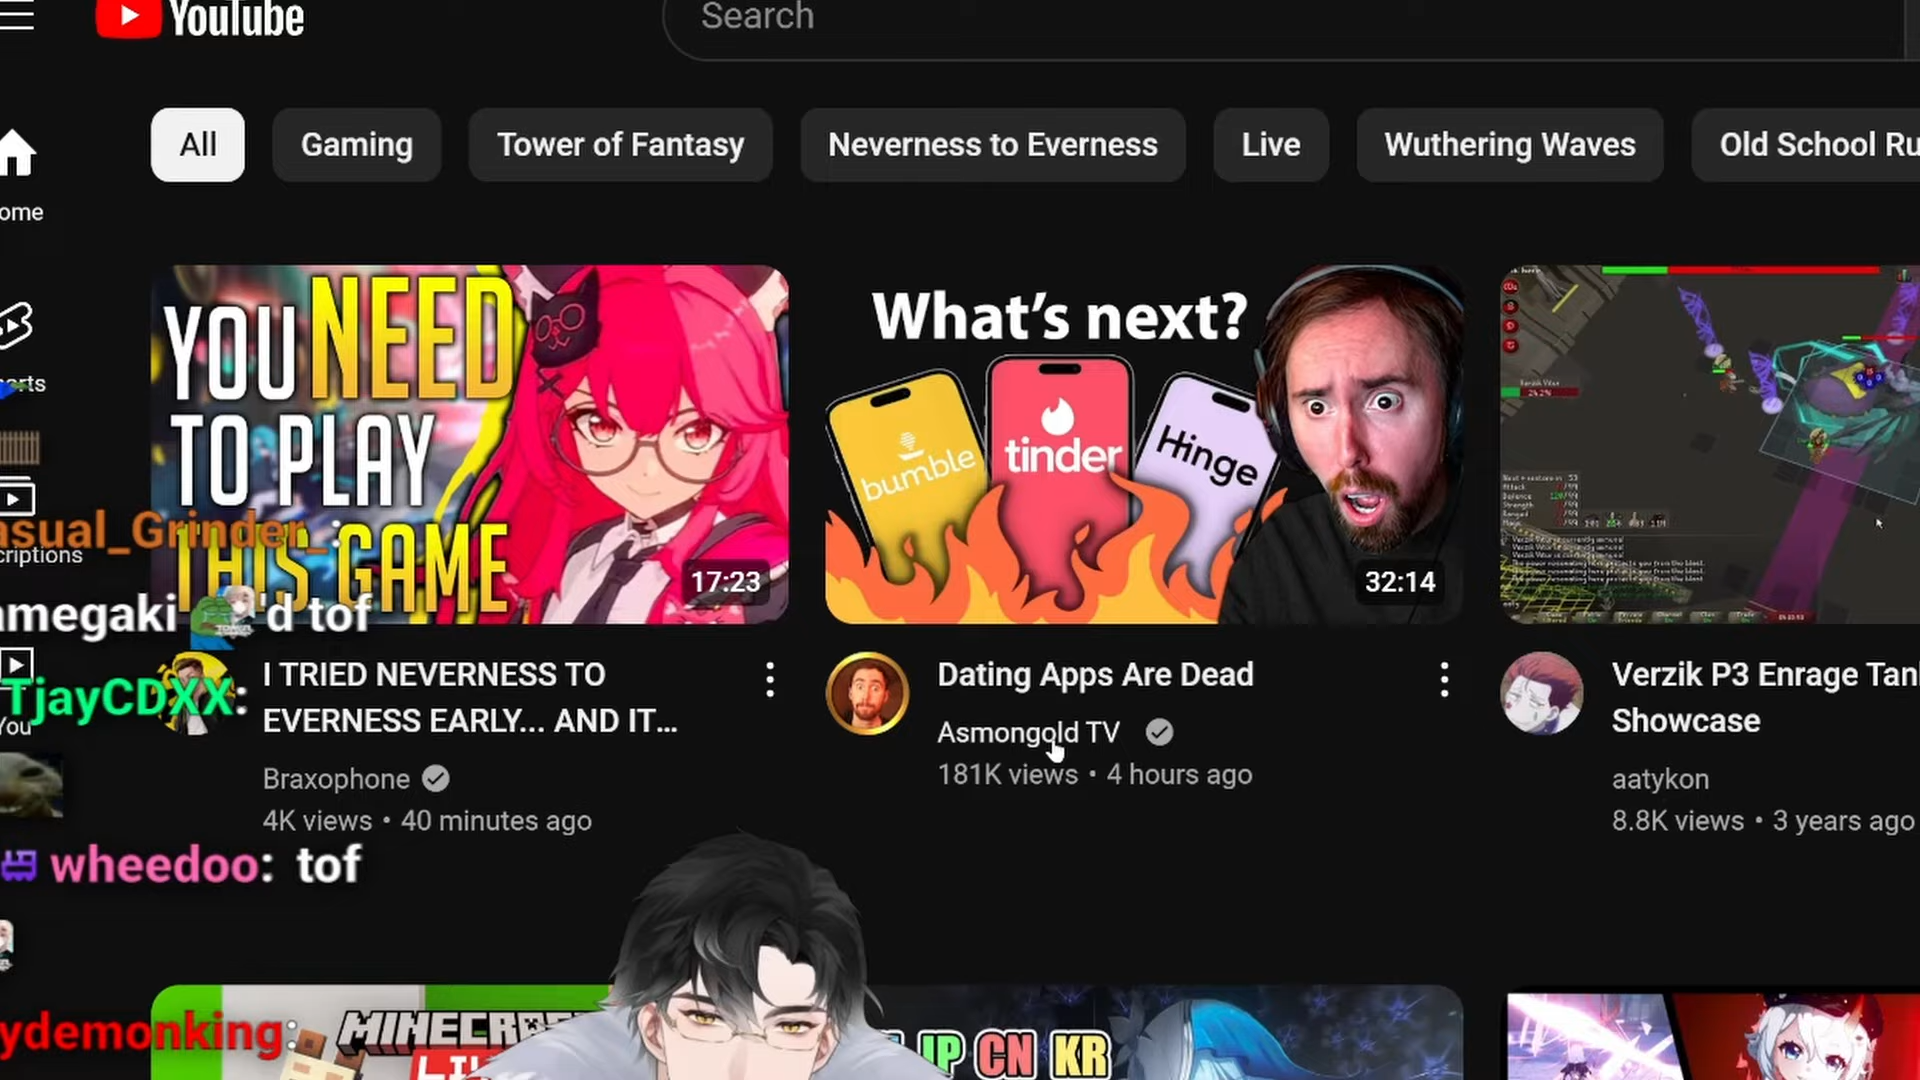 YouTube
Search
All
Gaming
Tower of Fantasy
Neverness to Everness
Live
Wuthering Waves
Old School Ru
ome
YOU NEED
TO PLAY
THIS GAME
17:23
What's next?
bumble
tinder
Hinge
32:14
orts
asual_Grinder_:
criptions
amegaki 'd tof
TjayCDXX:
You
wheedoo: tof
ydemonking:
I TRIED NEVERNESS TO
EVERNESS EARLY... AND IT...
Braxophone
4K views • 40 minutes ago
Dating Apps Are Dead
Asmongold TV
181K views • 4 hours ago
Verzik P3 Enrage Tan
Showcase
aatykon
8.8K views • 3 years ago
MINECRAF
JP CN KR